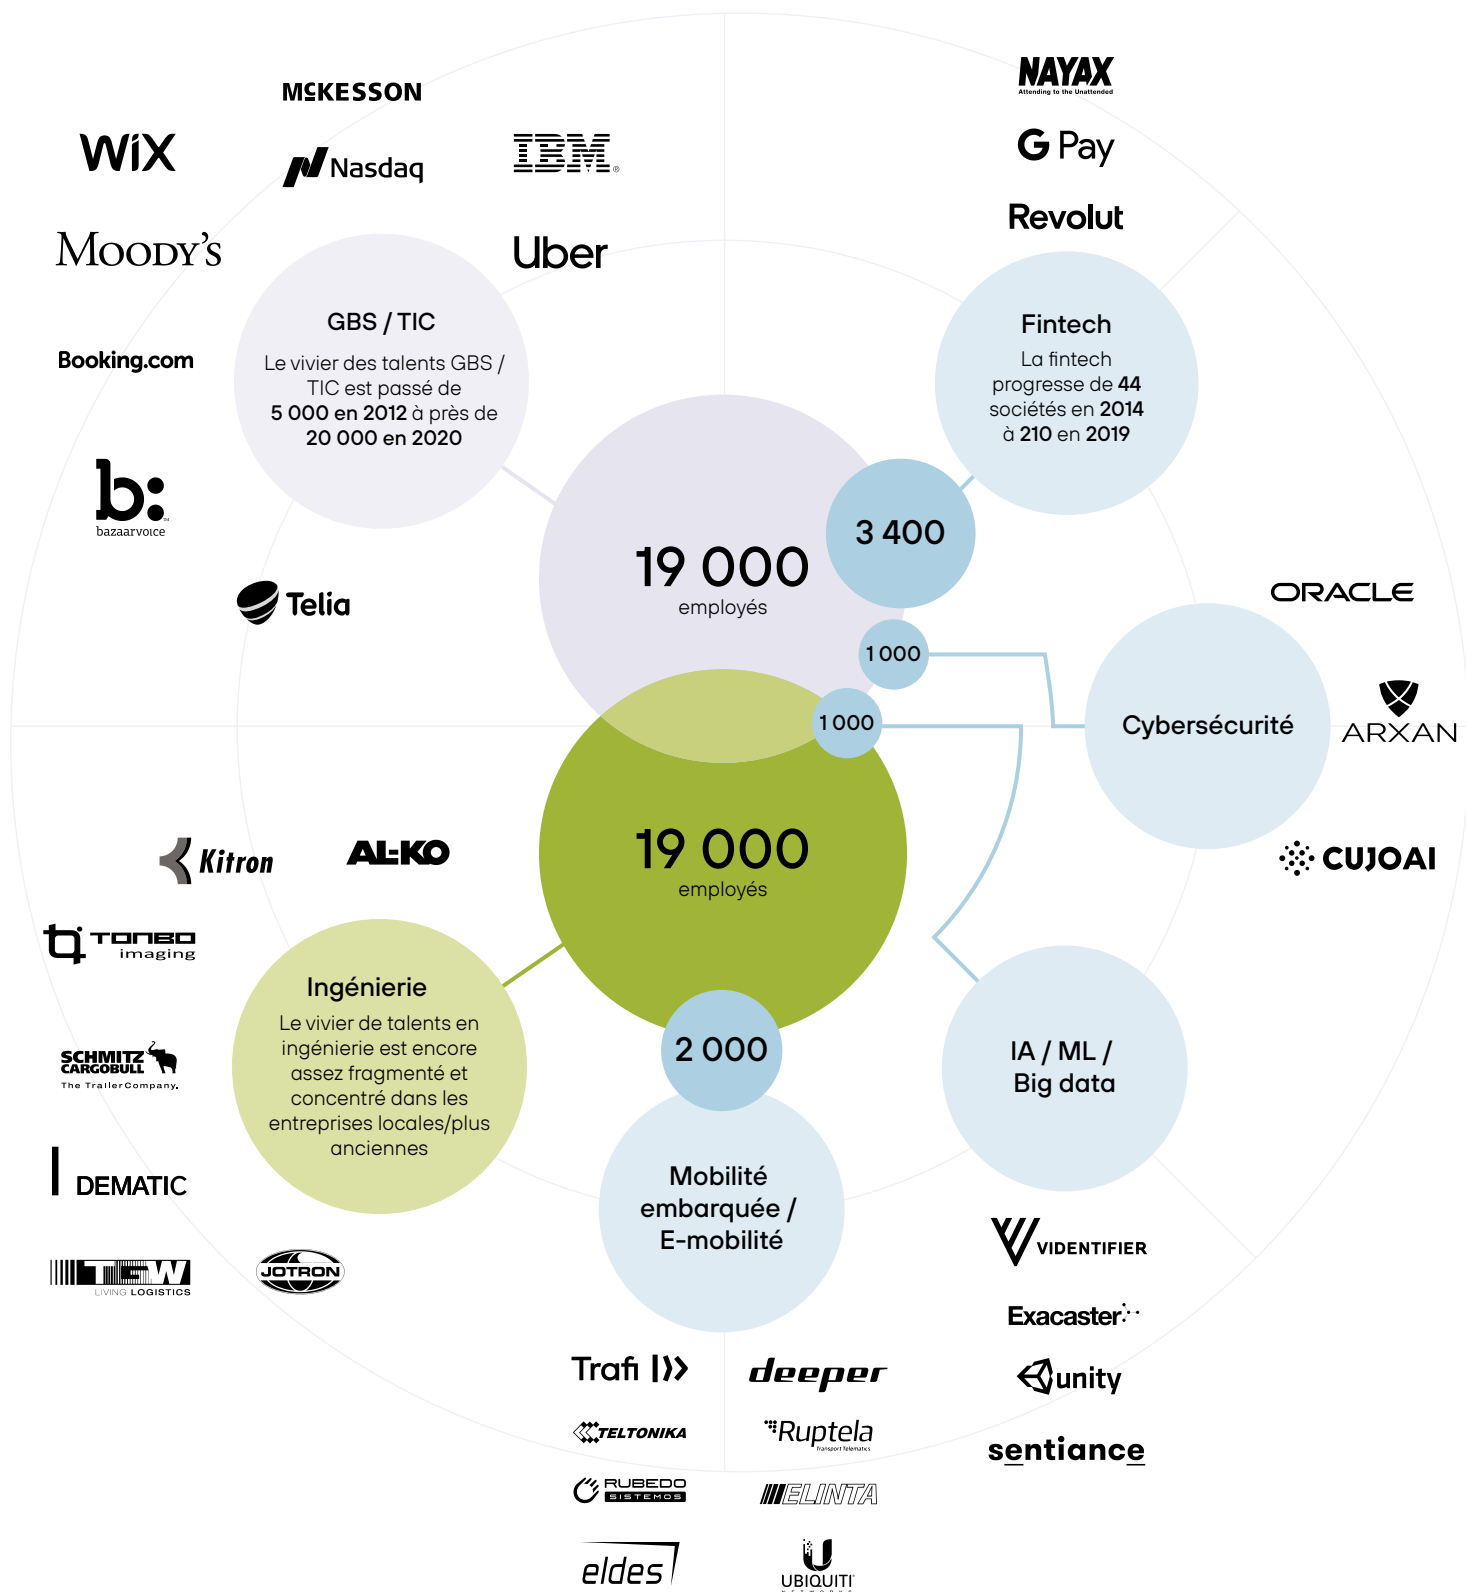 McKESSON
WiX
Nasdaq
IBM®
MOODY'S
Uber
NAYAX
Attending to the Unattended
G Pay
Revolut
GBS / TIC
Le vivier des talents GBS /
TIC est passé de
5 000 en 2012 à près de
20 000 en 2020
Fintech
La fintech
progresse de 44
sociétés en 2014
à 210 en 2019
Booking.com
b:
bazaarvoice
TM
Telia
19 000
employés
3 400
1 000
1 000
ORACLE
Cybersécurité
ARXAN
CUJOAI
19 000
employés
Kitron
AL-KO
TONBO
imaging
SCHMITZ
CARGOBULL
The Trailer Company.
DEMATIC
TGW
LIVING LOGISTICS
JOTRON
Ingénierie
Le vivier de talents en
ingénierie est encore
assez fragmenté et
concentré dans les
entreprises locales/plus
anciennes
2 000
Mobilité
embarquée /
E-mobilité
IA / ML /
Big data
VIDENTIFIER
Exacaster
unity
sentiance
Trafi
deeper
TELTONIKA
Ruptela
Transport Telematics
RUBEDO
SISTEMOS
ELINTA
eldes
UBIQUITI
NETWORKS